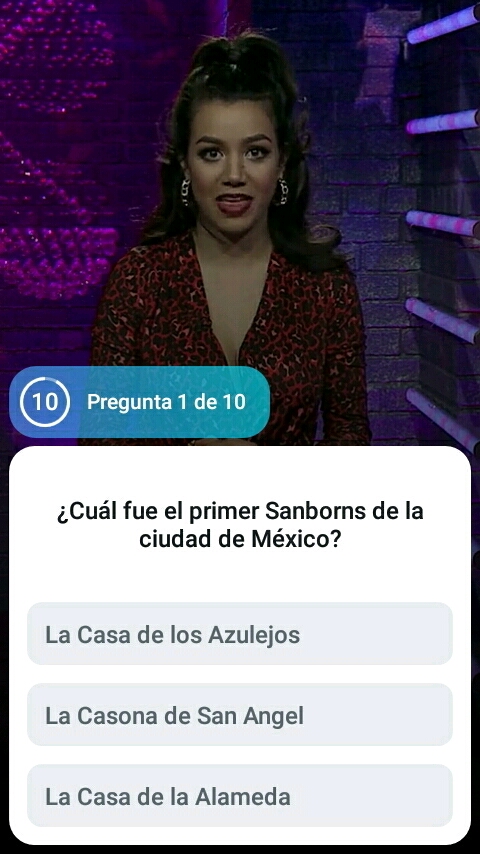 10
Pregunta 1 de 10
¿Cuál fue el primer Sanborns de la
ciudad de México?
La Casa de los Azulejos
La Casona de San Angel
La Casa de la Alameda